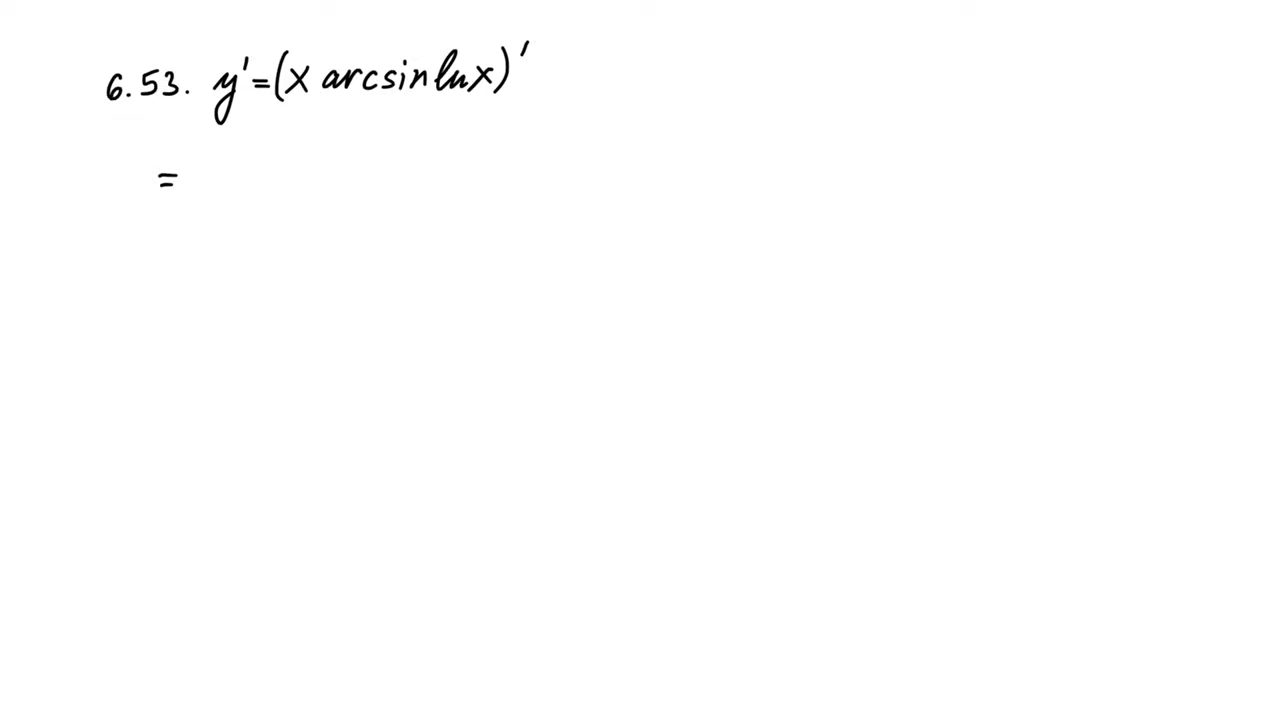 6.53. y' = (x arcsin ln x)'
=